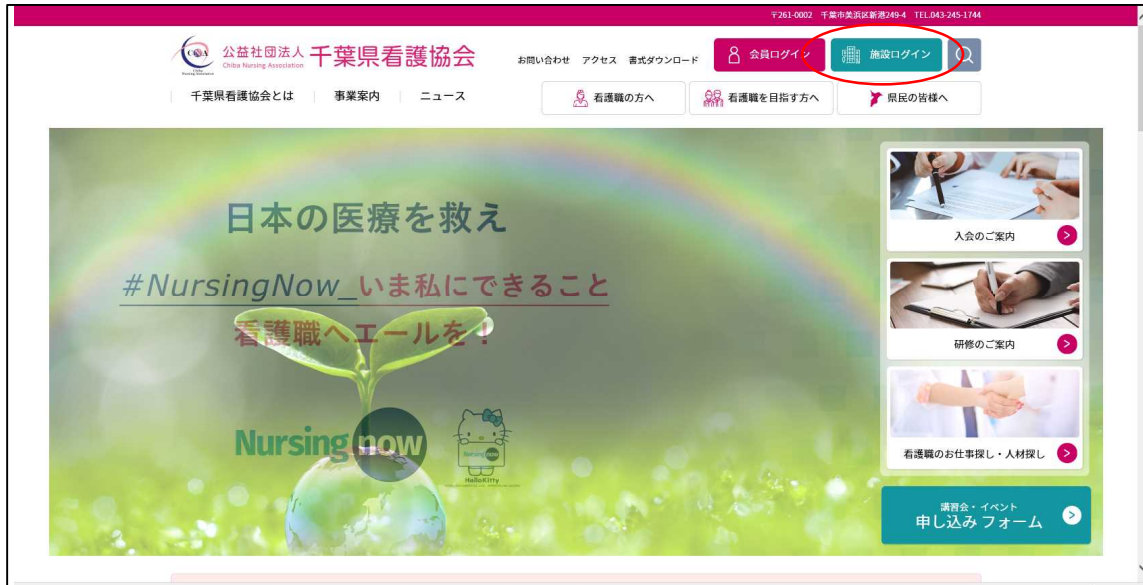 〒261-0002 千葉市美浜区新港249-4 TEL.043-245-1744
CNA
Chiba
Nursing Association
公益社団法人 千葉県看護協会
Chiba Nursing Association
お問い合わせ アクセス 書式ダウンロード
会員ログイン
施設ログイン
千葉県看護協会とは 事業案内 ニュース
看護職の方へ
看護職を目指す方へ
県民の皆様へ
日本の医療を救え
#NursingNow_いま私にできること
看護職へエールを!
Nursing now
Nursing now
HelloKitty
入会のご案内
研修のご案内
看護職のお仕事探し・人材探し
講習会・イベント
申し込みフォーム